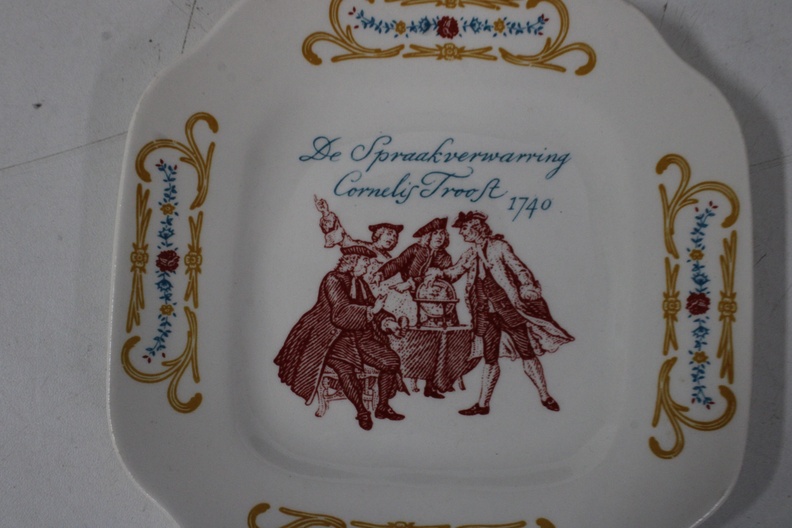 De Spraakverwarring
Cornelis Troost
1740